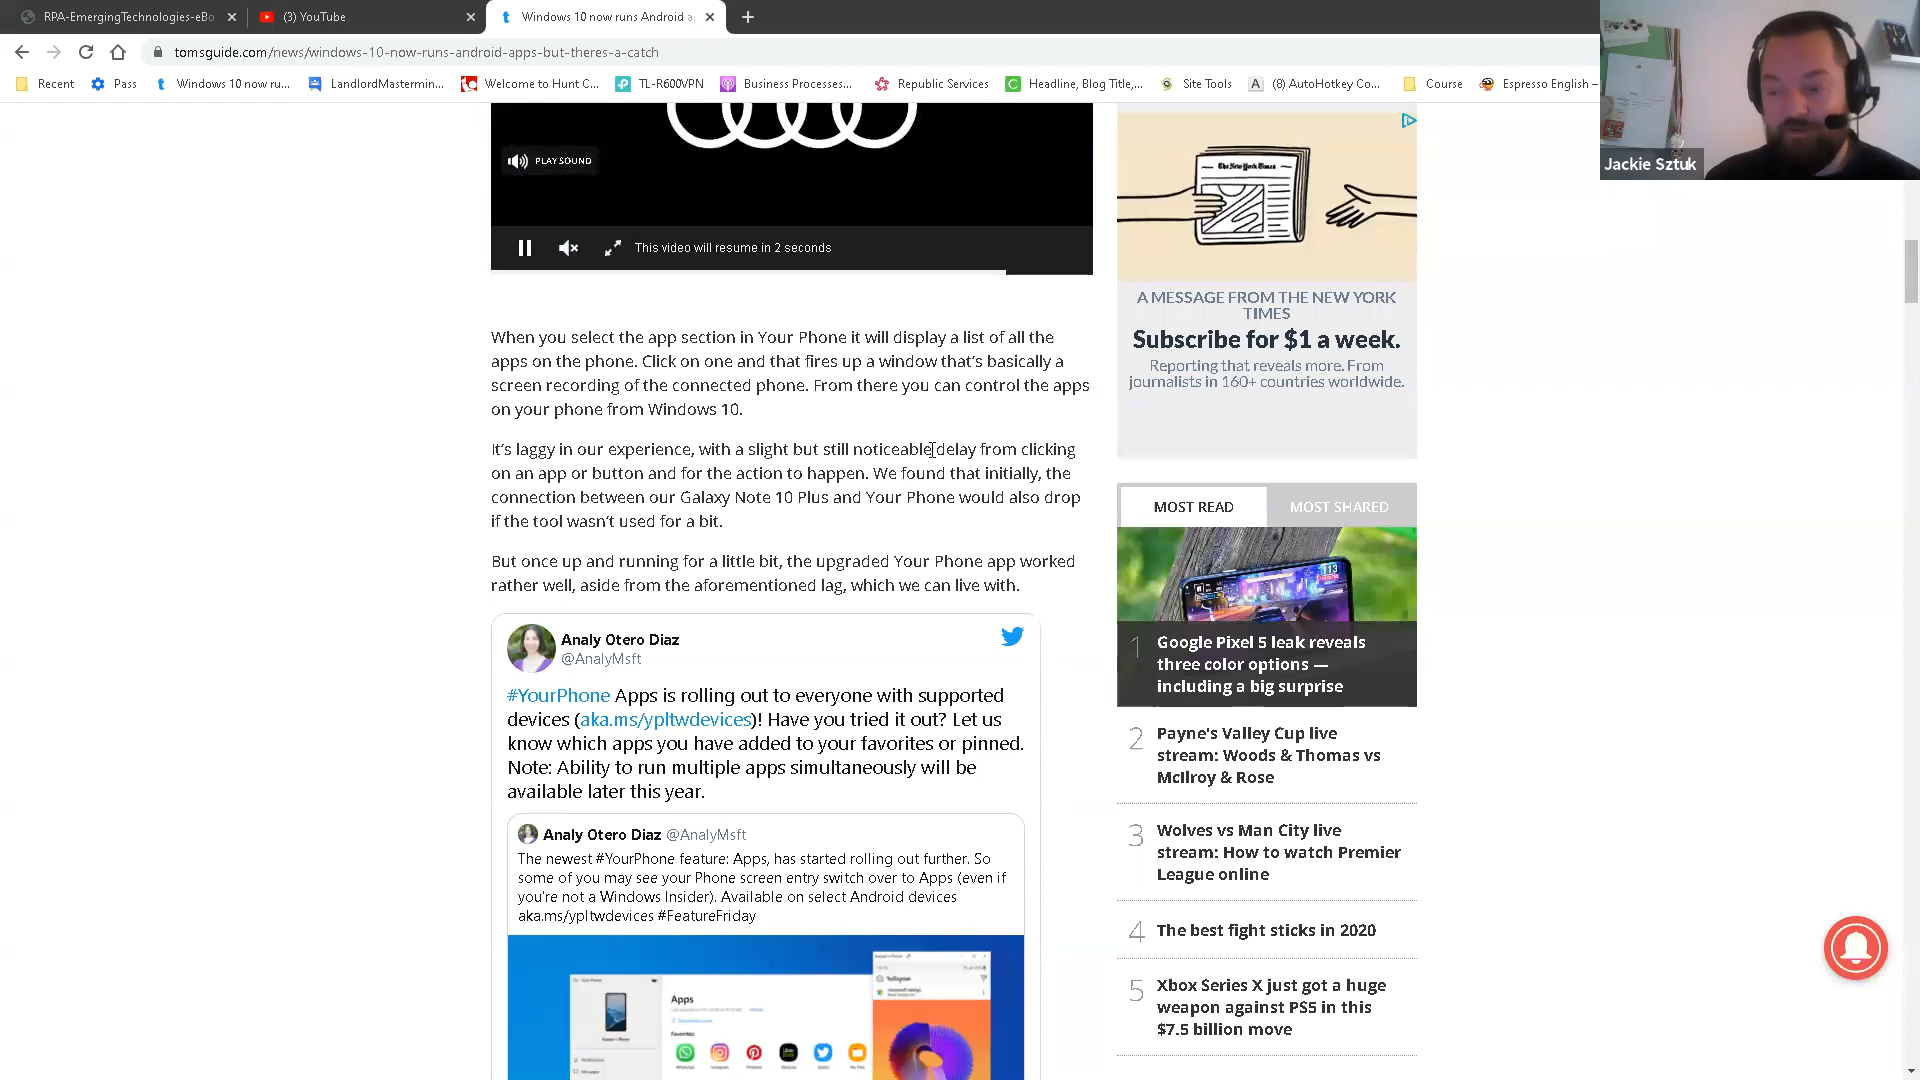 RPA-EmergingTechnologies-eBo
(3) YouTube
Windows 10 now runs Android a
tomsguide.com/news/windows-10-now-runs-android-apps-but-theres-a-catch
Recent
Pass
Windows 10 now ru...
LandlordMastermin...
Welcome to Hunt C...
TL-R600VPN
Business Processes...
Republic Services
Headline, Blog Title,...
Site Tools
(8) AutoHotkey Co...
Course
Espresso English –
Jackie Sztuk
PLAY SOUND
This video will resume in 2 seconds
When you select the app section in Your Phone it will display a list of all the
apps on the phone. Click on one and that fires up a window that's basically a
screen recording of the connected phone. From there you can control the apps
on your phone from Windows 10.
It's laggy in our experience, with a slight but still noticeable delay from clicking
on an app or button and for the action to happen. We found that initially, the
connection between our Galaxy Note 10 Plus and Your Phone would also drop
if the tool wasn't used for a bit.
But once up and running for a little bit, the upgraded Your Phone app worked
rather well, aside from the aforementioned lag, which we can live with.
Analy Otero Diaz
@AnalyMsft
#YourPhone Apps is rolling out to everyone with supported
devices (aka.ms/ypltwdevices)! Have you tried it out? Let us
know which apps you have added to your favorites or pinned.
Note: Ability to run multiple apps simultaneously will be
available later this year.
Analy Otero Diaz @AnalyMsft
The newest #YourPhone feature: Apps, has started rolling out further. So
some of you may see your Phone screen entry switch over to Apps (even if
you're not a Windows Insider). Available on select Android devices
aka.ms/ypltwdevices #FeatureFriday
Apps
Favorites
The New York Times
A MESSAGE FROM THE NEW YORK
TIMES
Subscribe for $1 a week.
Reporting that reveals more. From
journalists in 160+ countries worldwide.
MOST READ
MOST SHARED
113
1
Google Pixel 5 leak reveals
three color options —
including a big surprise
2
Payne's Valley Cup live
stream: Woods & Thomas vs
McIlroy & Rose
3
Wolves vs Man City live
stream: How to watch Premier
League online
4
The best fight sticks in 2020
5
Xbox Series X just got a huge
weapon against PS5 in this
$7.5 billion move